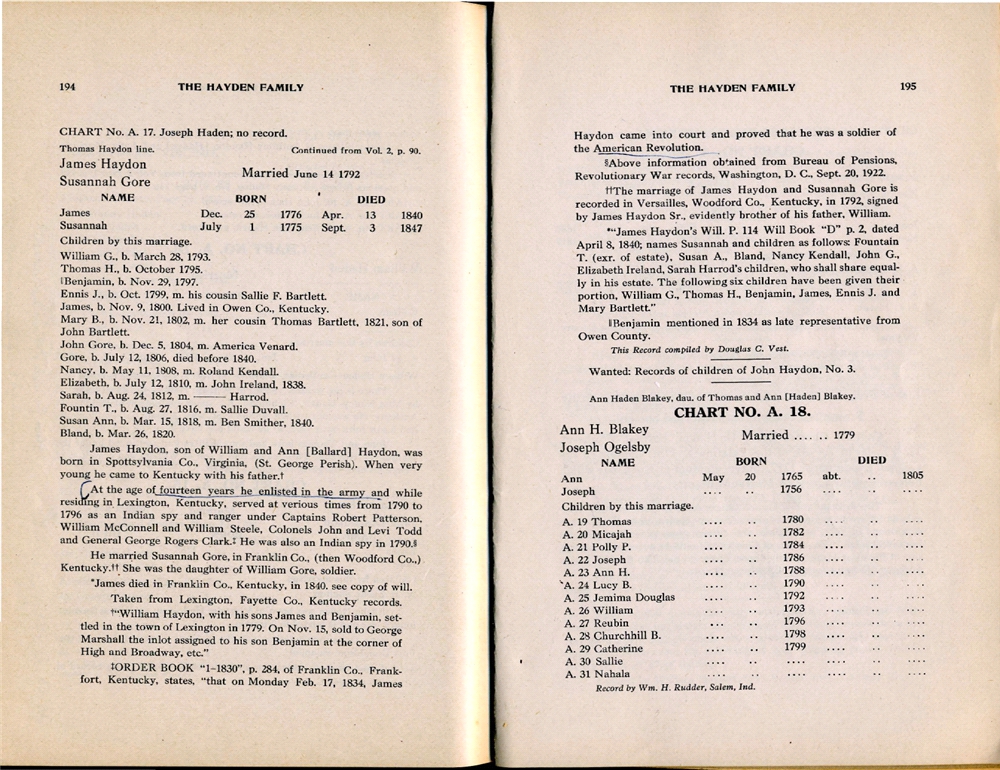 194 THE HAYDEN FAMILY
CHART No. A. 17. Joseph Haden; no record.
Thomas Haydon line. Continued from Vol. 2, p. 90.
James Haydon
Married June 14 1792
Susannah Gore
NAME BORN DIED
James Dec. 25 1776 Apr. 13 1840
Susannah July 1 1775 Sept. 3 1847
Children by this marriage.
William G., b. March 28, 1793.
Thomas H., b. October 1795.
‖Benjamin, b. Nov. 29, 1797.
Ennis J., b. Oct. 1799, m. his cousin Sallie F. Bartlett.
James, b. Nov. 9, 1800. Lived in Owen Co., Kentucky.
Mary B., b. Nov. 21, 1802, m. her cousin Thomas Bartlett, 1821, son of
John Bartlett.
John Gore, b. Dec. 5, 1804, m. America Venard.
Gore, b. July 12, 1806, died before 1840.
Nancy, b. May 11, 1808, m. Roland Kendall.
Elizabeth, b. July 12, 1810, m. John Ireland, 1838.
Sarah, b. Aug. 24, 1812, m. ——— Harrod.
Fountin T., b. Aug. 27, 1816, m. Sallie Duvall.
Susan Ann, b. Mar. 15, 1818, m. Ben Smither, 1840.
Bland, b. Mar. 26, 1820.
James Haydon, son of William and Ann [Ballard] Haydon, was
born in Spottsylvania Co., Virginia, (St. George Perish). When very
young he came to Kentucky with his father.†
At the age of fourteen years he enlisted in the army and while
residing in Lexington, Kentucky, served at verious times from 1790 to
1796 as an Indian spy and ranger under Captains Robert Patterson,
William McConnell and William Steele, Colonels John and Levi Todd
and General George Rogers Clark.‡ He was also an Indian spy in 1790.§
He married Susannah Gore, in Franklin Co., (then Woodford Co.,)
Kentucky.†† She was the daughter of William Gore, soldier.
*James died in Franklin Co., Kentucky, in 1840. see copy of will.
Taken from Lexington, Fayette Co., Kentucky records.
†"William Haydon, with his sons James and Benjamin, set-
tled in the town of Lexington in 1779. On Nov. 15, sold to George
Marshall the inlot assigned to his son Benjamin at the corner of
High and Broadway, etc."
‡ORDER BOOK "1-1830", p. 284, of Franklin Co., Frank-
fort, Kentucky, states, "that on Monday Feb. 17, 1834, James
THE HAYDEN FAMILY 195
Haydon came into court and proved that he was a soldier of
the American Revolution.
§Above information obtained from Bureau of Pensions,
Revolutionary War records, Washington, D. C., Sept. 20, 1922.
††The marriage of James Haydon and Susannah Gore is
recorded in Versailles, Woodford Co., Kentucky, in 1792, signed
by James Haydon Sr., evidently brother of his father, William.
*"James Haydon's Will. P. 114 Will Book "D" p. 2, dated
April 8, 1840; names Susannah and children as follows: Fountain
T. (exr. of estate), Susan A., Bland, Nancy Kendall, John G.,
Elizabeth Ireland, Sarah Harrod's children, who shall share equal-
ly in his estate. The following six children have been given their
portion, William G., Thomas H., Benjamin, James, Ennis J. and
Mary Bartlett."
‖Benjamin mentioned in 1834 as late representative from
Owen County.
This Record compiled by Douglas C. Vest.
Wanted: Records of children of John Haydon, No. 3.
Ann Haden Blakey, dau. of Thomas and Ann [Haden] Blakey.
CHART NO. A. 18.
Ann H. Blakey
Married .... .. 1779
Joseph Ogelsby
NAME BORN DIED
Ann May 20 1765 abt. .. 1805
Joseph .... .. 1756 .... .. ....
Children by this marriage.
A. 19 Thomas .... .. 1780 .... .. ....
A. 20 Micajah .... .. 1782 .... .. ....
A. 21 Polly P. .... .. 1784 .... .. ....
A. 22 Joseph .... .. 1786 .... .. ....
A. 23 Ann H. .... .. 1788 .... .. ....
A. 24 Lucy B. .... .. 1790 .... .. ....
A. 25 Jemima Douglas .... .. 1792 .... .. ....
A. 26 William .... .. 1793 .... .. ....
A. 27 Reubin ... .. 1796 .... .. ....
A. 28 Churchhill B. .... .. 1798 .... .. ....
A. 29 Catherine .... .. 1799 .... .. ....
A. 30 Sallie .... .. .... .... .. ....
A. 31 Nahala .... .. .... .... .. ....
Record by Wm. H. Rudder, Salem, Ind.